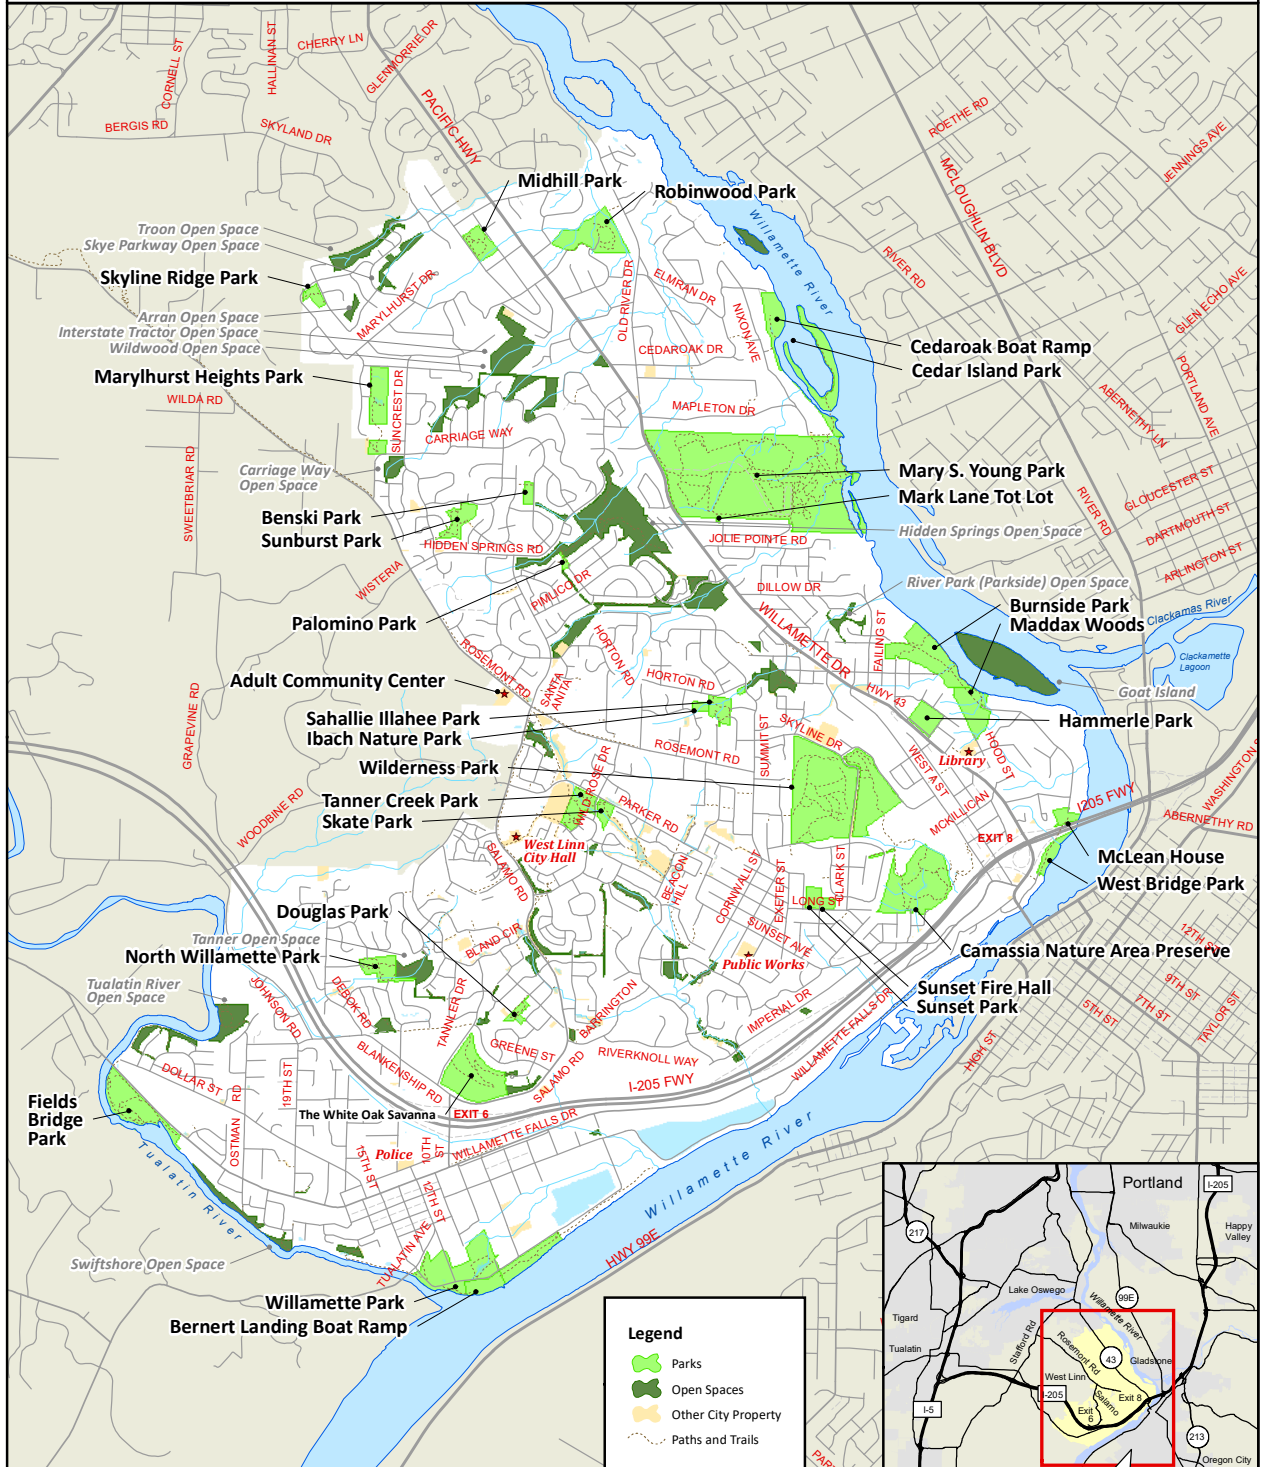 CORNELL ST
HALLINAN ST
CHERRY LN
GLENMORRIE DR
BERGIS RD
SKYLAND DR
PACIFIC HWY
ROETHE RD
JENNINGS AVE
MCLOUGHLIN BLVD
Midhill Park
Robinwood Park
Troon Open Space
Skye Parkway Open Space
Skyline Ridge Park
Willamette River
RIVER RD
GLEN ECHO AVE
ELMRAN DR
OLD RIVER DR
NIXON AVE
MARYLHURST DR
Arran Open Space
Interstate Tractor Open Space
Wildwood Open Space
CEDAROAK DR
Cedaroak Boat Ramp
Cedar Island Park
PORTLAND AVE
Marylhurst Heights Park
WILDA RD
SUNCREST DR
ABERNETHY LN
MAPLETON DR
CARRIAGE WAY
SWEETBRIAR RD
Carriage Way
Open Space
Mary S. Young Park
Mark Lane Tot Lot
GLOUCESTER ST
RIVER RD
DARTMOUTH ST
ARLINGTON ST
Benski Park
Sunburst Park
HIDDEN SPRINGS RD
Hidden Springs Open Space
JOLIE POINTE RD
WISTERIA
PIMLICO DR
DILLOW DR
River Park (Parkside) Open Space
Burnside Park
Maddax Woods
Clackamas River
Palomino Park
WILLAMETTE DR
FAILING ST
Clackamette
Lagoon
ROSEMONT RD
HORTON RD
HORTON RD
SANTA
ANITA
HWY 43
Goat Island
Adult Community Center
Sahallie Illahee Park
Ibach Nature Park
Hammerle Park
GRAPEVINE RD
SKYLINE DR
SUMMIT ST
ROSEMONT RD
WEST A ST
HOOD ST
Library
WASHINGTON S
Wilderness Park
WILD ROSE DR
Tanner Creek Park
Skate Park
PARKER RD
I205 FWY
MCKILLICAN
ABERNETHY RD
WOODBINE RD
EXIT 8
West Linn
City Hall
SALAMO RD
McLean House
West Bridge Park
BEACON
HILL
CORNWALL ST
EXETER ST
CLARK ST
LONG ST
Douglas Park
Tanner Open Space
North Willamette Park
BLAND CIR
SUNSET AVE
Public Works
Camassia Nature Area Preserve
12TH ST
Tualatin River
Open Space
JOHNSON RD
DEBOK RD
TANNLER DR
BARRINGTON
IMPERIAL DR
Sunset Fire Hall
Sunset Park
9TH ST
7TH ST
5TH ST
TAYLOR ST
BLANKENSHIP RD
GREENE ST
SALAMO RD
RIVERKNOLL WAY
WILLAMETTE FALLS DR
HIGH ST
DOLLAR ST
I-205 FWY
19TH ST
OSTMAN RD
Fields
Bridge
Park
The White Oak Savanna
EXIT 6
WILLAMETTE FALLS DR
Police
10TH
ST
15TH ST
12TH ST
Tualatin River
Willamette River
TUALATIN AVE
HWY 99E
Swiftshore Open Space
Willamette Park
Bernert Landing Boat Ramp
Legend
Parks
Open Spaces
Other City Property
Paths and Trails
Portland
I-205
217
Milwaukie
Happy
Valley
Lake Oswego
99E
Willamette River
Tigard
Tualatin
Stafford Rd
Rosemont Rd
43
Gladstone
West Linn
I-205
Salamo
Exit 8
Exit
6
I-5
213
Oregon City